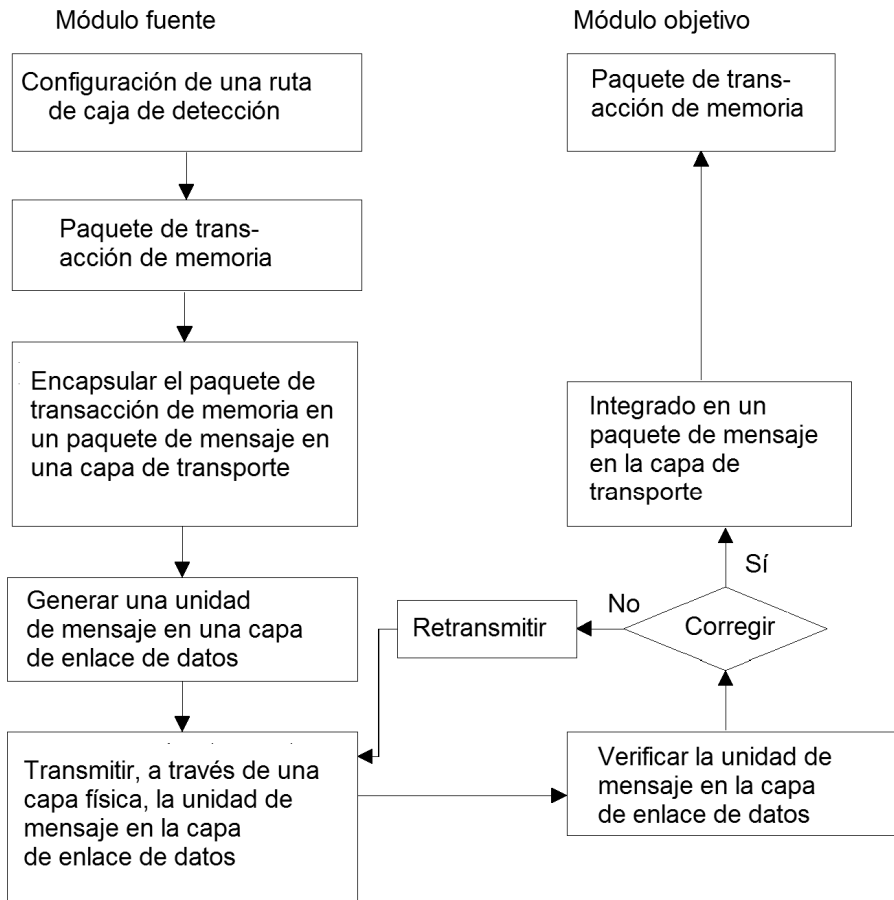 Módulo fuente
Configuración de una ruta
de caja de detección
Paquete de trans-
acción de memoria
Encapsular el paquete de
transacción de memoria en
un paquete de mensaje en
una capa de transporte
Generar una unidad
de mensaje en una capa
de enlace de datos
Transmitir, a través de una
capa física, la unidad de
mensaje en la capa
de enlace de datos
Módulo objetivo
Paquete de trans-
acción de memoria
Integrado en un
paquete de mensaje
en la capa de
transporte
Sí
No
Corregir
Retransmitir
Verificar la unidad de
mensaje en la capa
de enlace de datos